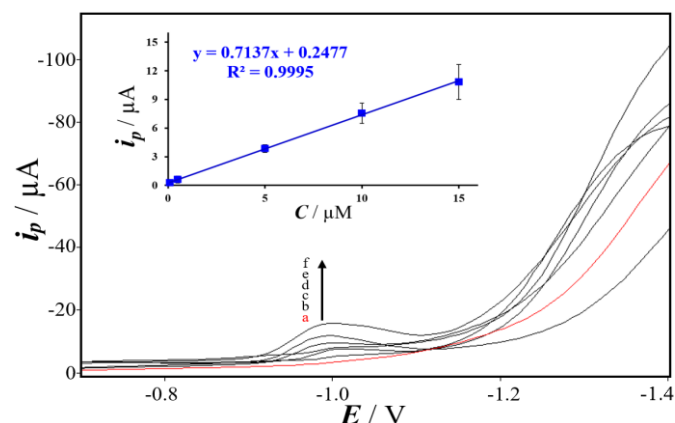 y = 0.7137x + 0.2477
R² = 0.9995
15
12
9
6
3
0
0
5
10
15
i_p / μA
C / μM
-100
-80
-60
-40
-20
0
i_p / μA
f
e
d
c
b
a
-0.8
-1.0
-1.2
-1.4
E / V